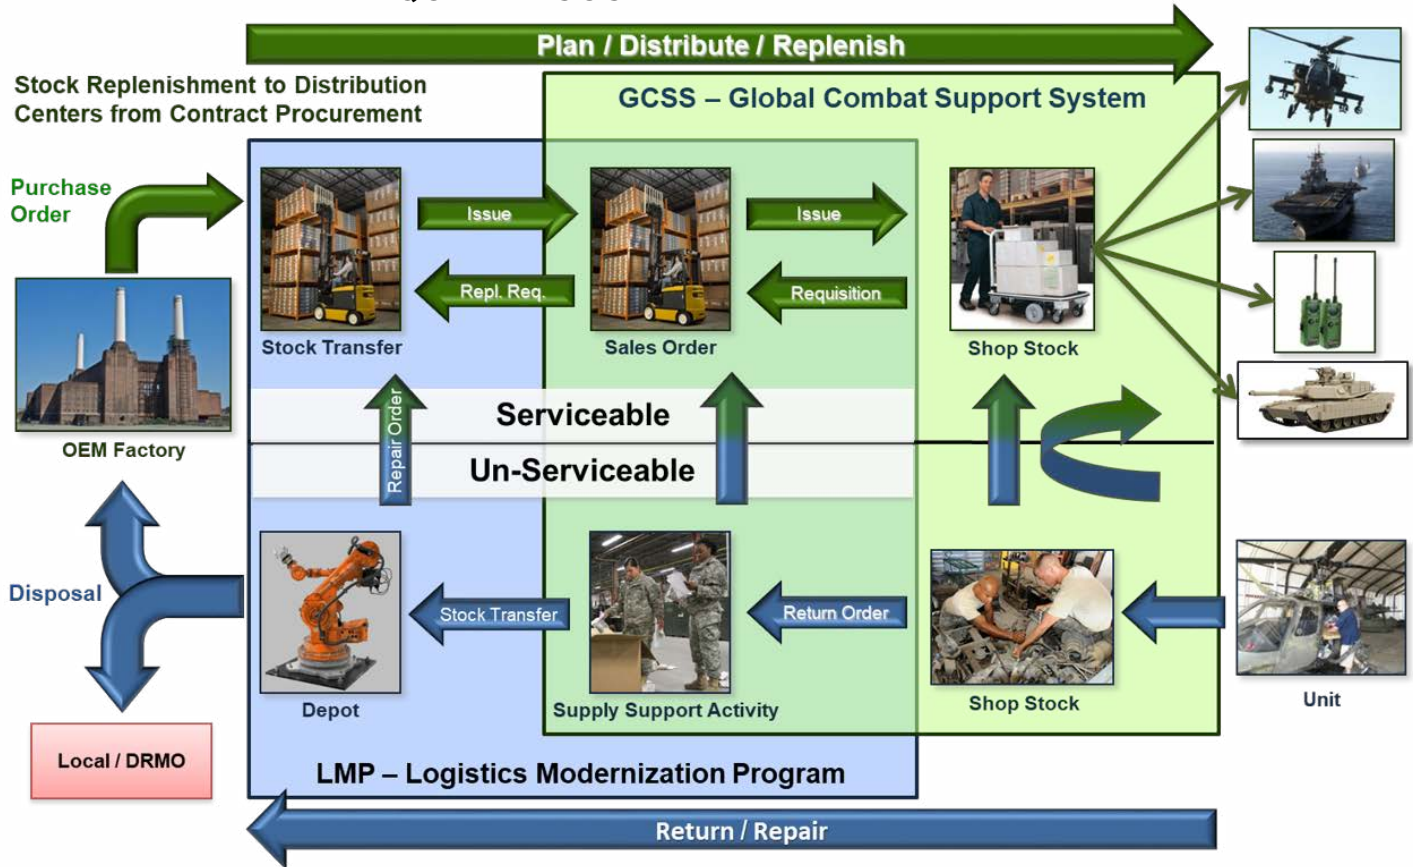 Plan / Distribute / Replenish
Stock Replenishment to Distribution
Centers from Contract Procurement
GCSS – Global Combat Support System
Purchase
Order
Issue
Issue
Repl. Req.
Requisition
Stock Transfer
Sales Order
Shop Stock
OEM Factory
Repair Order
Serviceable
Un-Serviceable
Disposal
Stock Transfer
Return Order
Depot
Supply Support Activity
Shop Stock
Unit
Local / DRMO
LMP – Logistics Modernization Program
Return / Repair